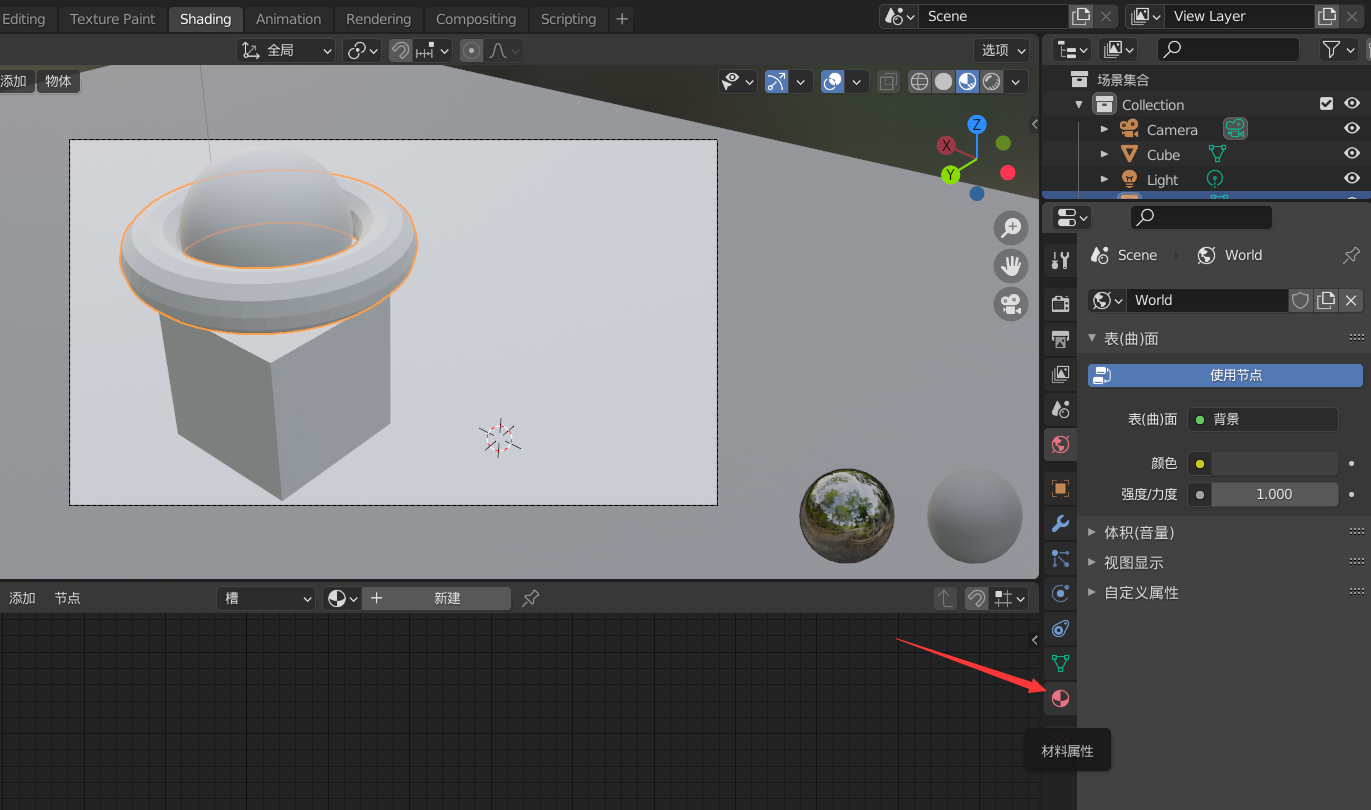 Editing Texture Paint Shading Animation Rendering Compositing Scripting + Scene View Layer
全局 选项
添加 物体
场景集合
Collection
Camera
Cube
Light
X Y Z
Scene World
World
表(曲)面
使用节点
表(曲)面 背景
颜色
强度/力度 1.000
体积(音量)
视图显示
自定义属性
添加 节点 槽 + 新建
材料属性